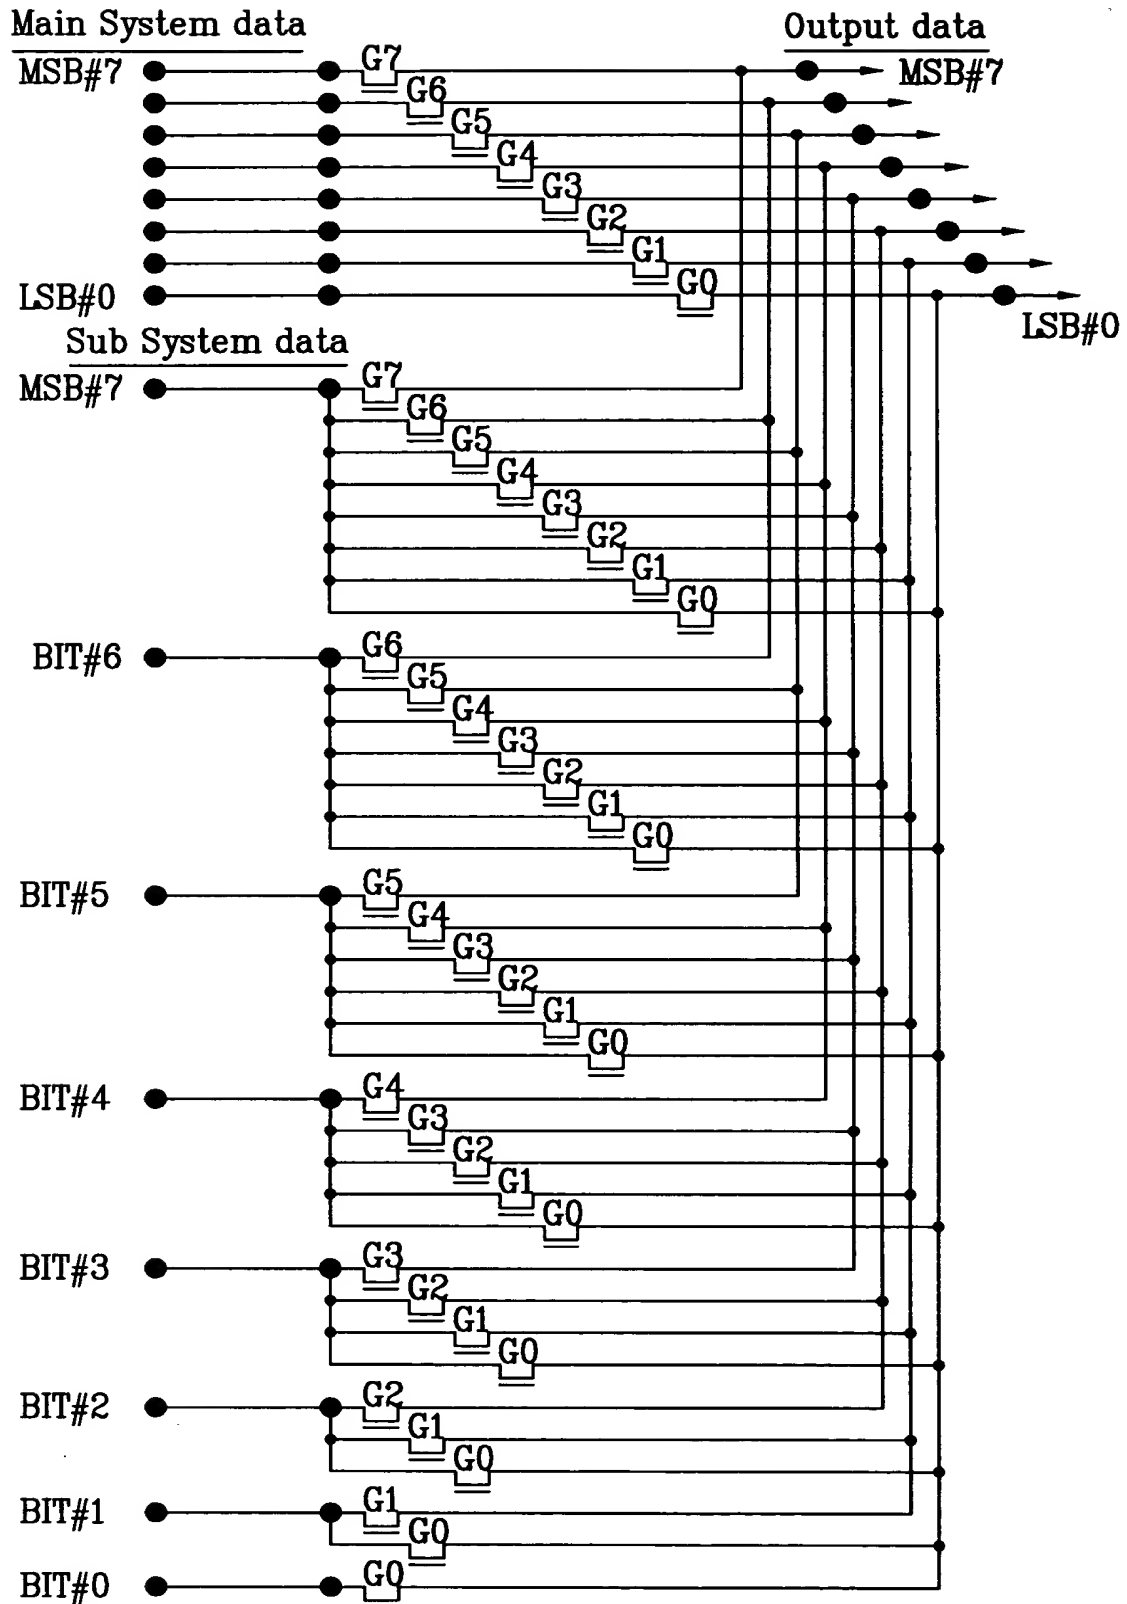 Main System data
Output data
MSB#7
G7
MSB#7
G6
G5
G4
G3
G2
G1
LSB#0
G0
LSB#0
Sub System data
MSB#7
G7
G6
G5
G4
G3
G2
G1
G0
BIT#6
G6
G5
G4
G3
G2
G1
G0
BIT#5
G5
G4
G3
G2
G1
G0
BIT#4
G4
G3
G2
G1
G0
BIT#3
G3
G2
G1
G0
BIT#2
G2
G1
G0
BIT#1
G1
G0
BIT#0
G0